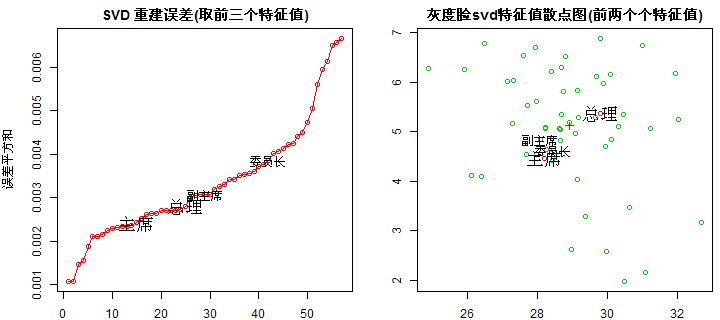 SVD 重建误差(取前三个特征值)
误差平方和
0.001
0.002
0.003
0.004
0.005
0.006
0 10 20 30 40 50
主席
总理
副主席
委员长
灰度脸svd特征值散点图(前两个个特征值)
7
6
5
4
3
2
26 28 30 32
总理
副主席
委员长
主席